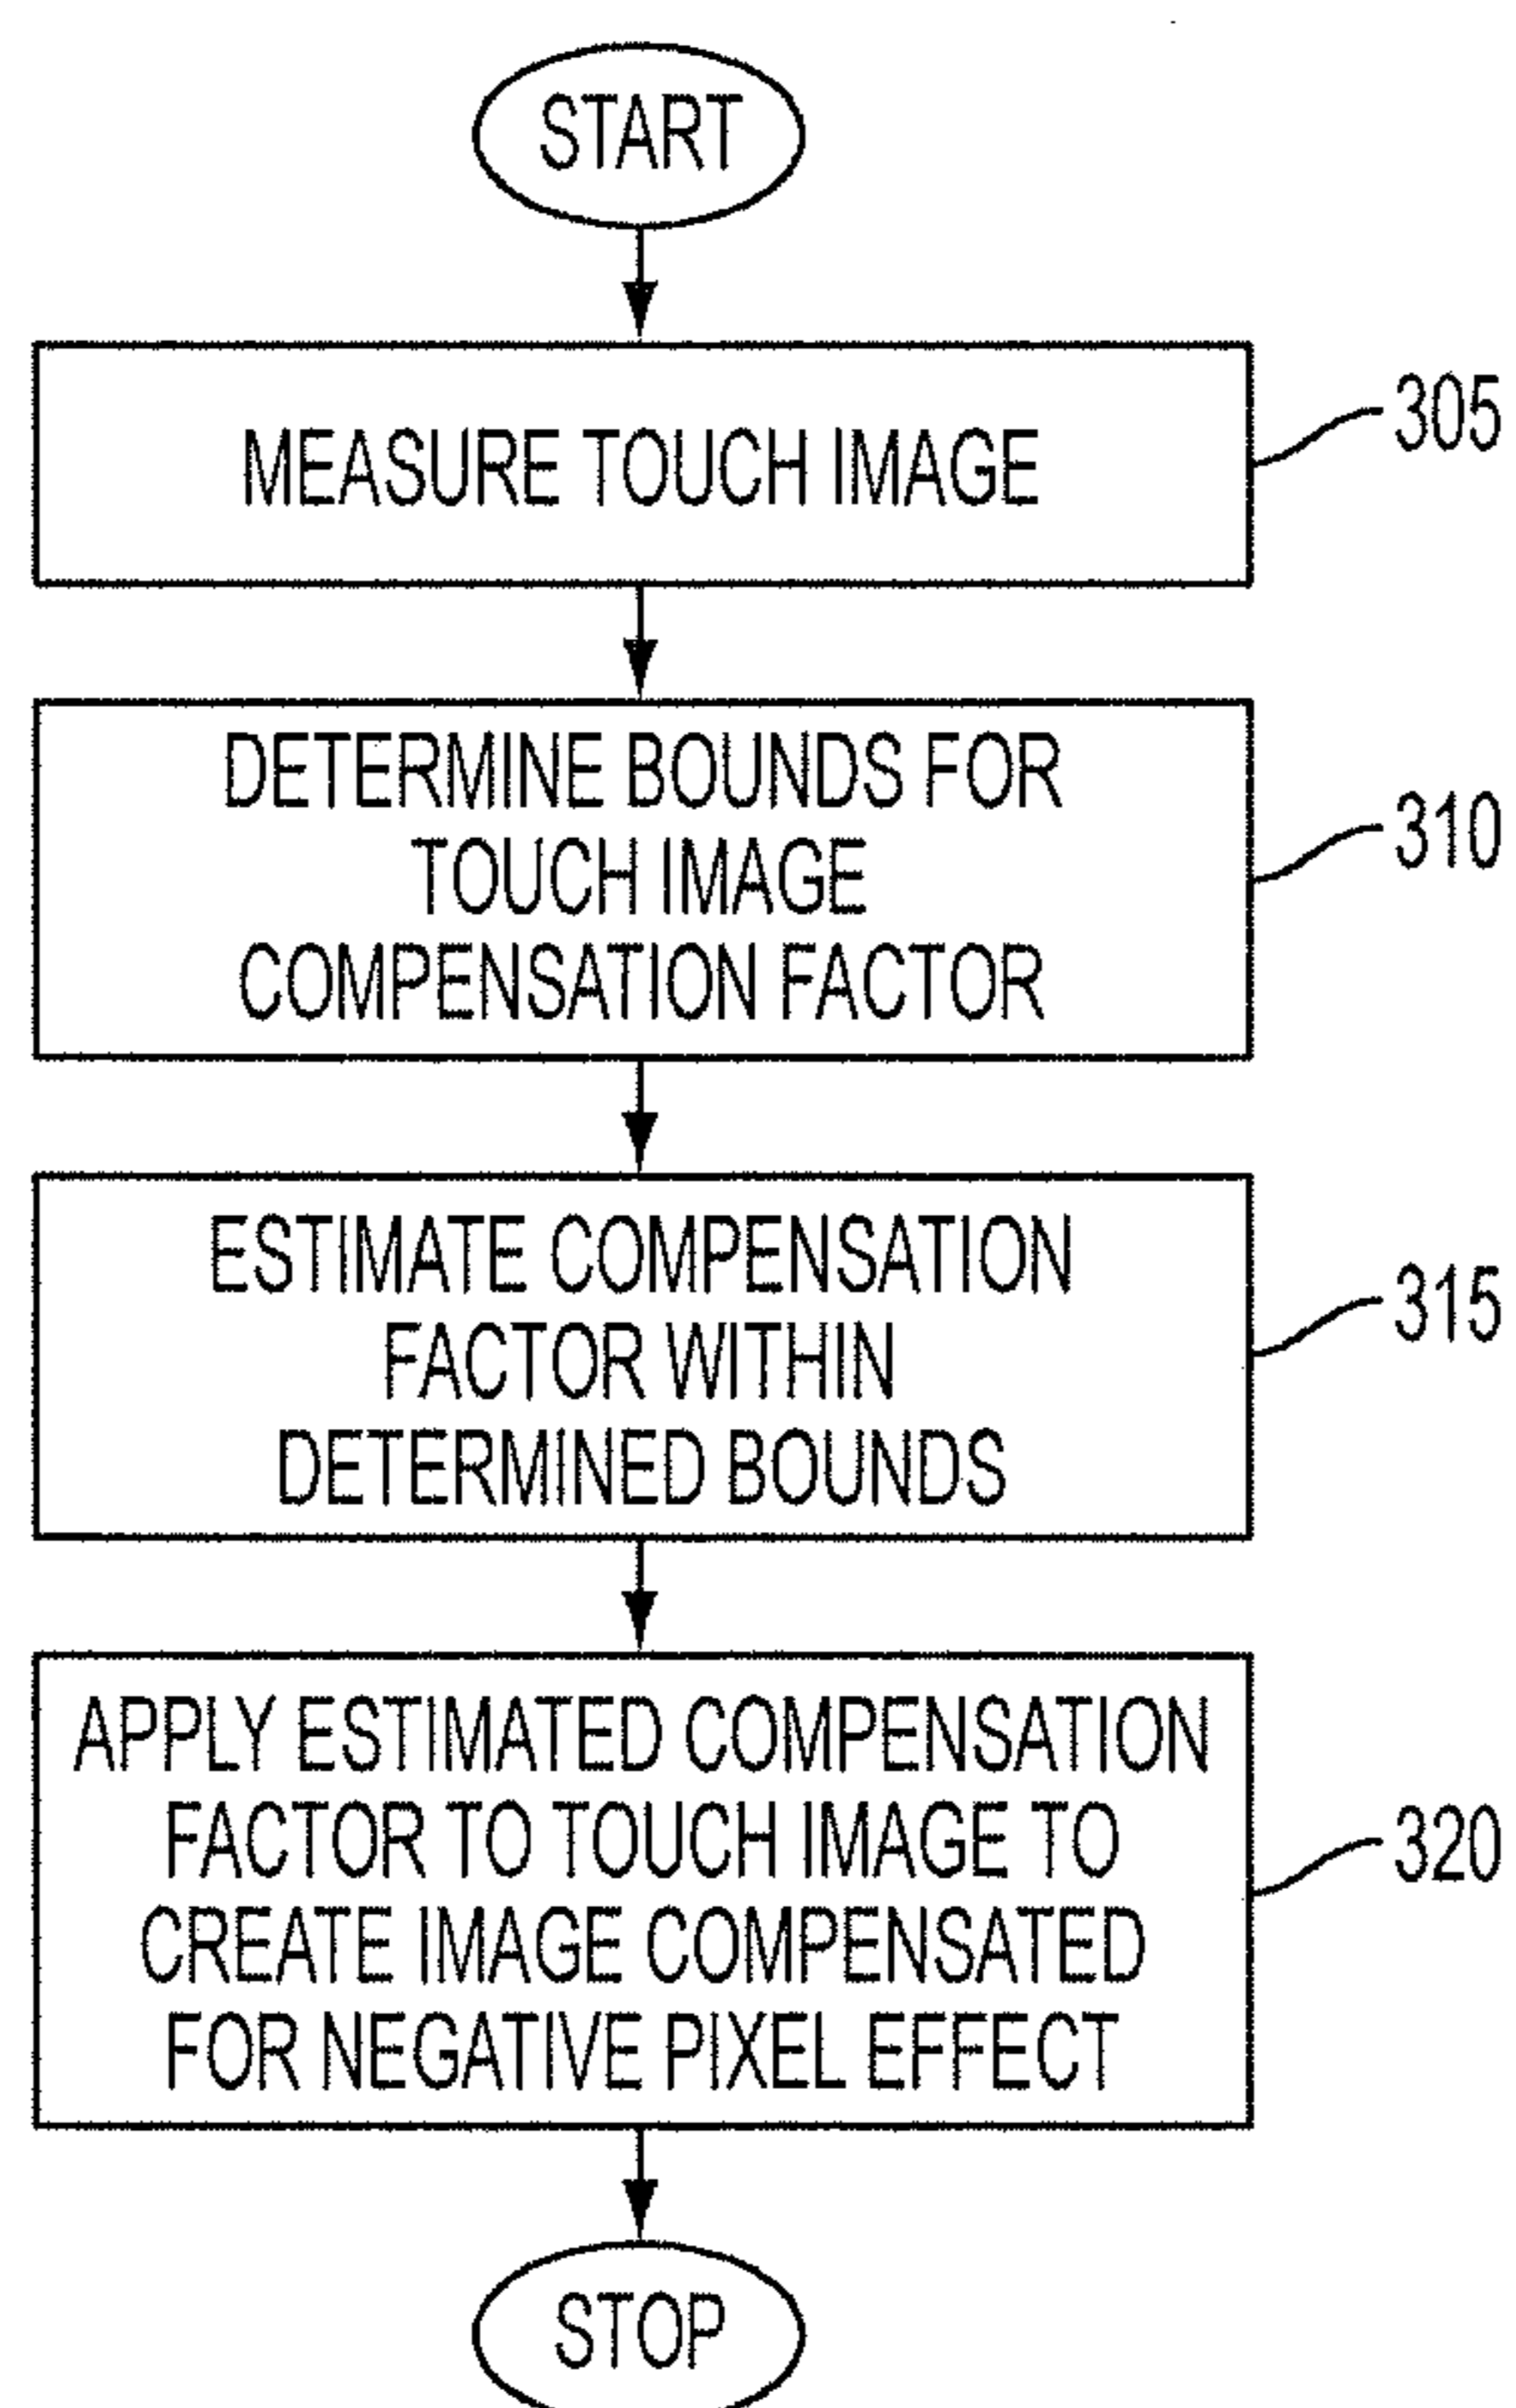 START
MEASURE TOUCH IMAGE
305
DETERMINE BOUNDS FOR
TOUCH IMAGE
COMPENSATION FACTOR
310
ESTIMATE COMPENSATION
FACTOR WITHIN
DETERMINED BOUNDS
315
APPLY ESTIMATED COMPENSATION
FACTOR TO TOUCH IMAGE TO
CREATE IMAGE COMPENSATED
FOR NEGATIVE PIXEL EFFECT
320
STOP